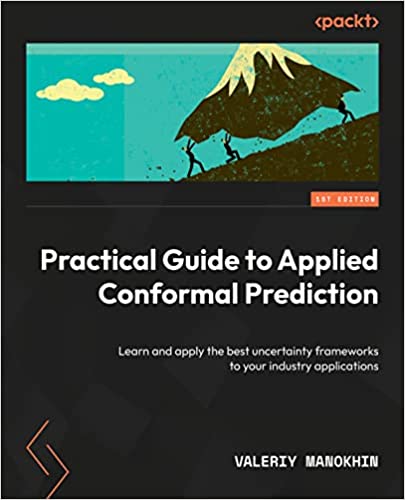 <packt>
1ST EDITION
Practical Guide to Applied
Conformal Prediction
Learn and apply the best uncertainty frameworks
to your industry applications
VALERIY MANOKHIN